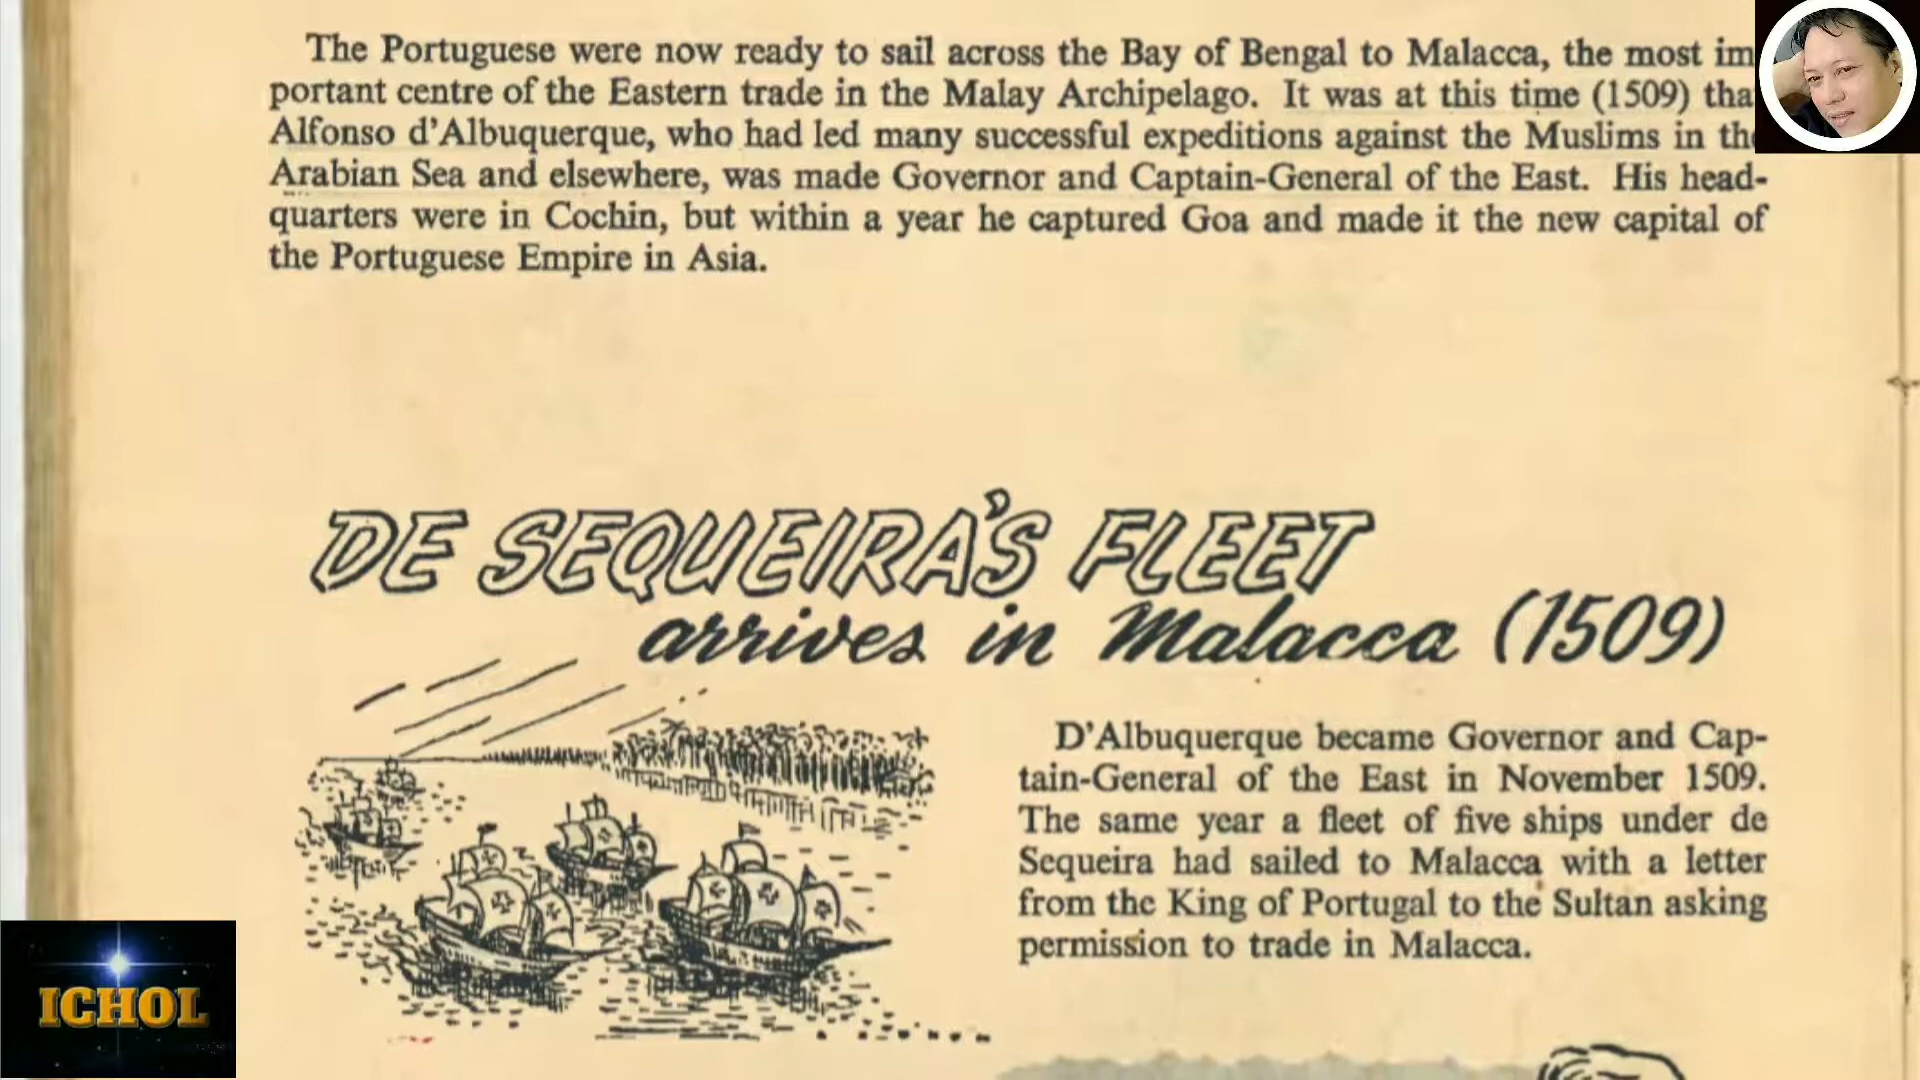 The Portuguese were now ready to sail across the Bay of Bengal to Malacca, the most im
portant centre of the Eastern trade in the Malay Archipelago. It was at this time (1509) tha
Alfonso d'Albuquerque, who had led many successful expeditions against the Muslims in the
Arabian Sea and elsewhere, was made Governor and Captain-General of the East. His head-
quarters were in Cochin, but within a year he captured Goa and made it the new capital of
the Portuguese Empire in Asia.
DE SEQUEIRA'S FLEET
arrives in Malacca (1509)
D'Albuquerque became Governor and Cap-
tain-General of the East in November 1509.
The same year a fleet of five ships under de
Sequeira had sailed to Malacca with a letter
from the King of Portugal to the Sultan asking
permission to trade in Malacca.
ICHOL